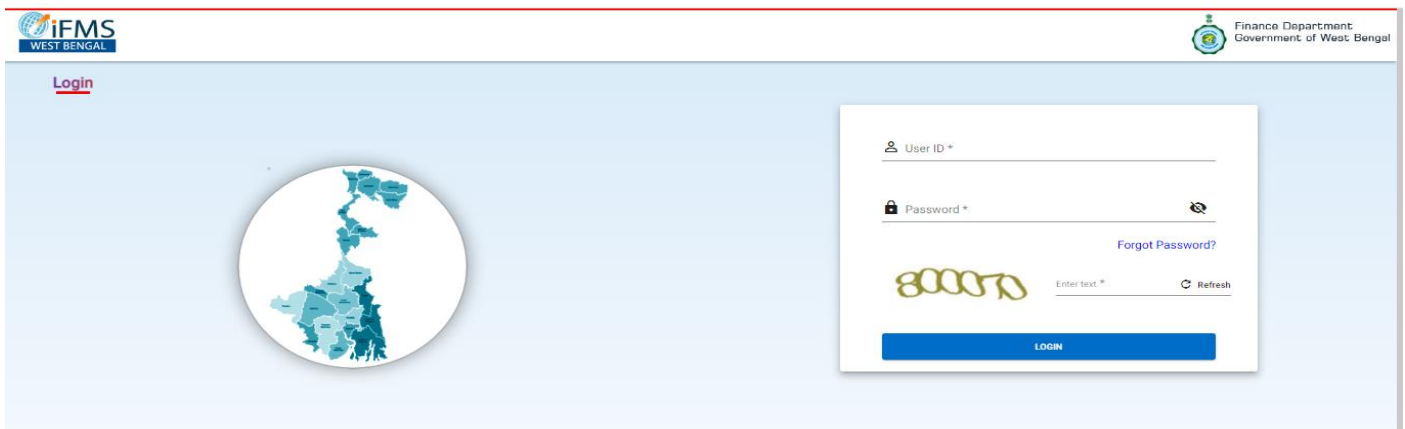 iFMS
WEST BENGAL
Finance Department
Government of West Bengal
Login
User ID *
Password *
Forgot Password?
800070
Enter text *
Refresh
LOGIN